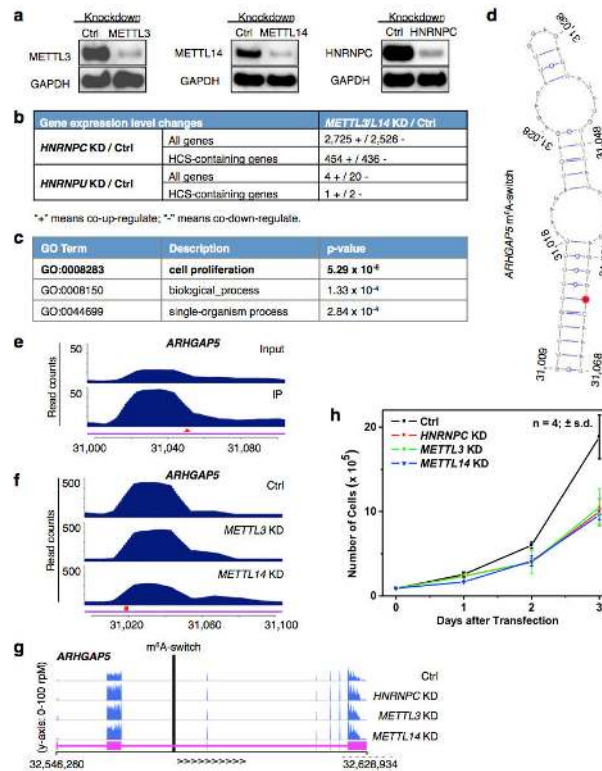 a
Knockdown
Ctrl METTL3
METTL3
GAPDH
Knockdown
Ctrl METTL14
METTL14
GAPDH
Knockdown
Ctrl HNRNPC
HNRNPC
GAPDH
b
Gene expression level changes METTL3/L14 KD / Ctrl
HNRNPC KD / Ctrl All genes 2,725 + / 2,526 -
HCS-containing genes 454 + / 436 -
HNRNPU KD / Ctrl All genes 4 + / 20 -
HCS-containing genes 1 + / 2 -
"+" means co-up-regulate; "-" means co-down-regulate.
c
GO Term Description p-value
GO:0008283 cell proliferation 5.29 x 10⁻⁶
GO:0008150 biological_process 1.33 x 10⁻⁴
GO:0044699 single-organism process 2.84 x 10⁻⁴
d
ARHGAP5 m⁶A-switch
31,038
31,028
31,048
31,018
31,009
31,068
e
ARHGAP5
Read counts
50
Input
50
IP
31,000 31,040 31,080
f
ARHGAP5
Read counts
500
Ctrl
500
METTL3 KD
500
METTL14 KD
31,020 31,060 31,100
g
ARHGAP5
m⁶A-switch
(y-axis: 0-100 rpM)
Ctrl
HNRNPC KD
METTL3 KD
METTL14 KD
32,546,260
>>>>>>>>>>
32,628,934
h
Ctrl
HNRNPC KD
METTL3 KD
METTL14 KD
n = 4; ± s.d.
Number of Cells (x 10⁵)
20
10
0
0 1 2 3
Days after Transfection